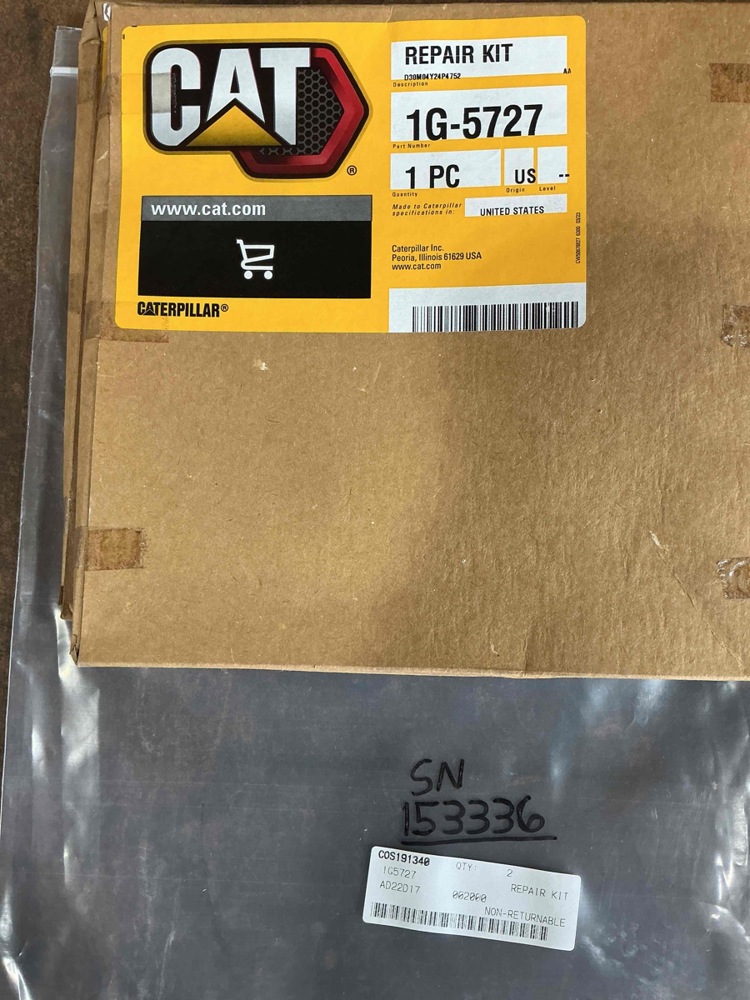 CAT
®
www.cat.com
CATERPILLAR®
REPAIR KIT
D30M04Y24P4752 AA
Description
1G-5727
Part Number
1 PC US --
Quantity Origin Level
Made to Caterpillar
specifications in: UNITED STATES
Caterpillar Inc.
Peoria, Illinois 61629 USA
www.cat.com
SN
153336
COS191340 QTY: 2
1G5727 REPAIR KIT
AD22D17 002000
NON-RETURNABLE